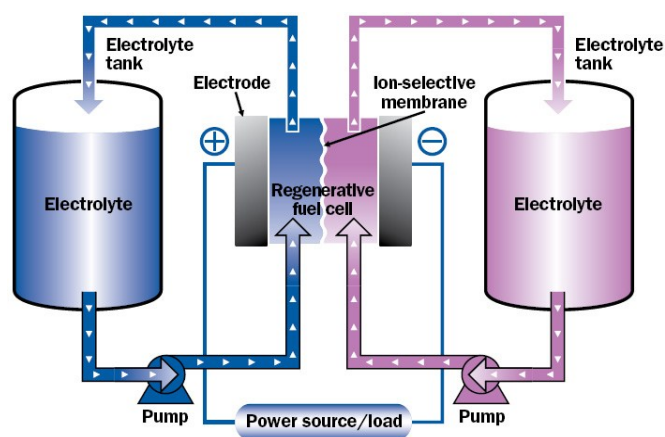 Electrolyte
tank
Electrode
Ion-selective
membrane
Electrolyte
tank
+
−
Electrolyte
Regenerative
fuel cell
Electrolyte
Pump
Power source/load
Pump